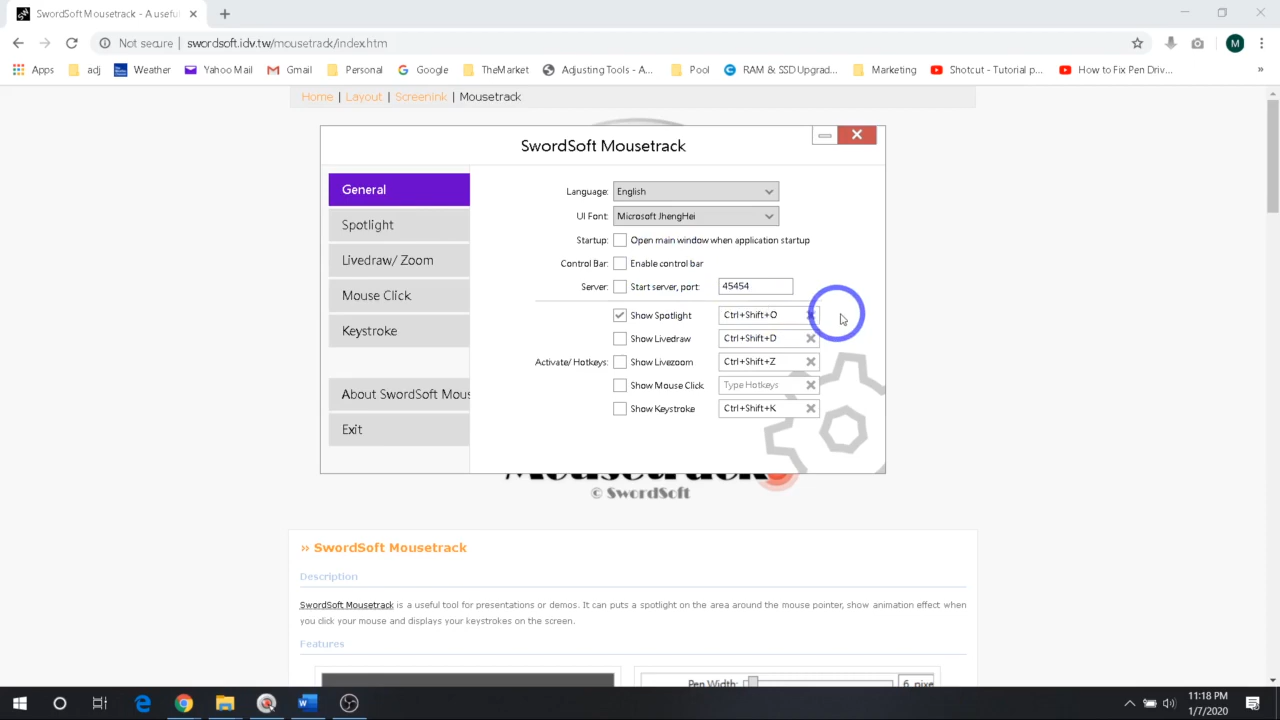 SwordSoft Mousetrack - A useful
Not secure | swordsoft.idv.tw/mousetrack/index.htm
M
Apps adj Weather Yahoo Mail Gmail Personal Google TheMarket Adjusting Tools - A... Pool RAM & SSD Upgrad... Marketing Shotcut - Tutorial p... How to Fix Pen Driv... »
Home | Layout | Screenink | Mousetrack
SwordSoft Mousetrack
General
Spotlight
Livedraw/ Zoom
Mouse Click
Keystroke
About SwordSoft Mous
Exit
Language: English
UI Font: Microsoft JhengHei
Startup: Open main window when application startup
Control Bar: Enable control bar
Server: Start server, port: 45454
Show Spotlight Ctrl+Shift+O
Show Livedraw Ctrl+Shift+D
Activate/ Hotkeys: Show Livezoom Ctrl+Shift+Z
Show Mouse Click Type Hotkeys
Show Keystroke Ctrl+Shift+K
Mousetrack
© SwordSoft
» SwordSoft Mousetrack
Description
SwordSoft Mousetrack is a useful tool for presentations or demos. It can puts a spotlight on the area around the mouse pointer, show animation effect when
you click your mouse and displays your keystrokes on the screen.
Features
Pen Width: 6 pixe
11:18 PM
1/7/2020